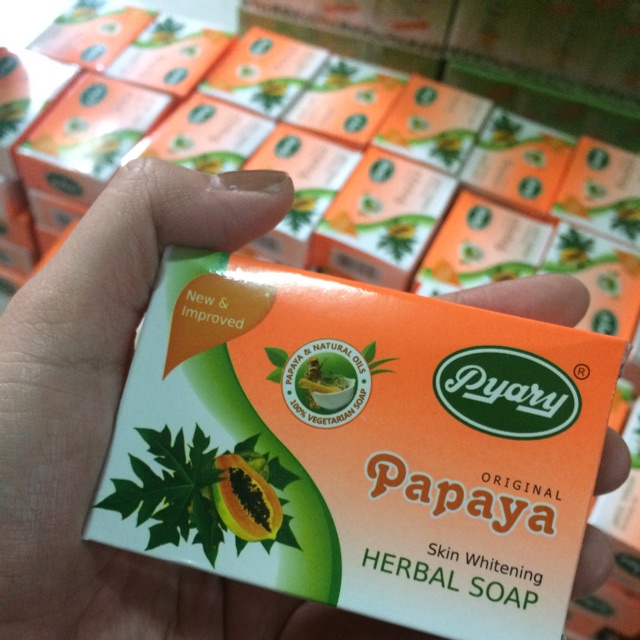 New &
Improved
PAPAYA & NATURAL OILS
100% VEGETARIAN SOAP
Pyary®
ORIGINAL
Papaya
Skin Whitening
HERBAL SOAP